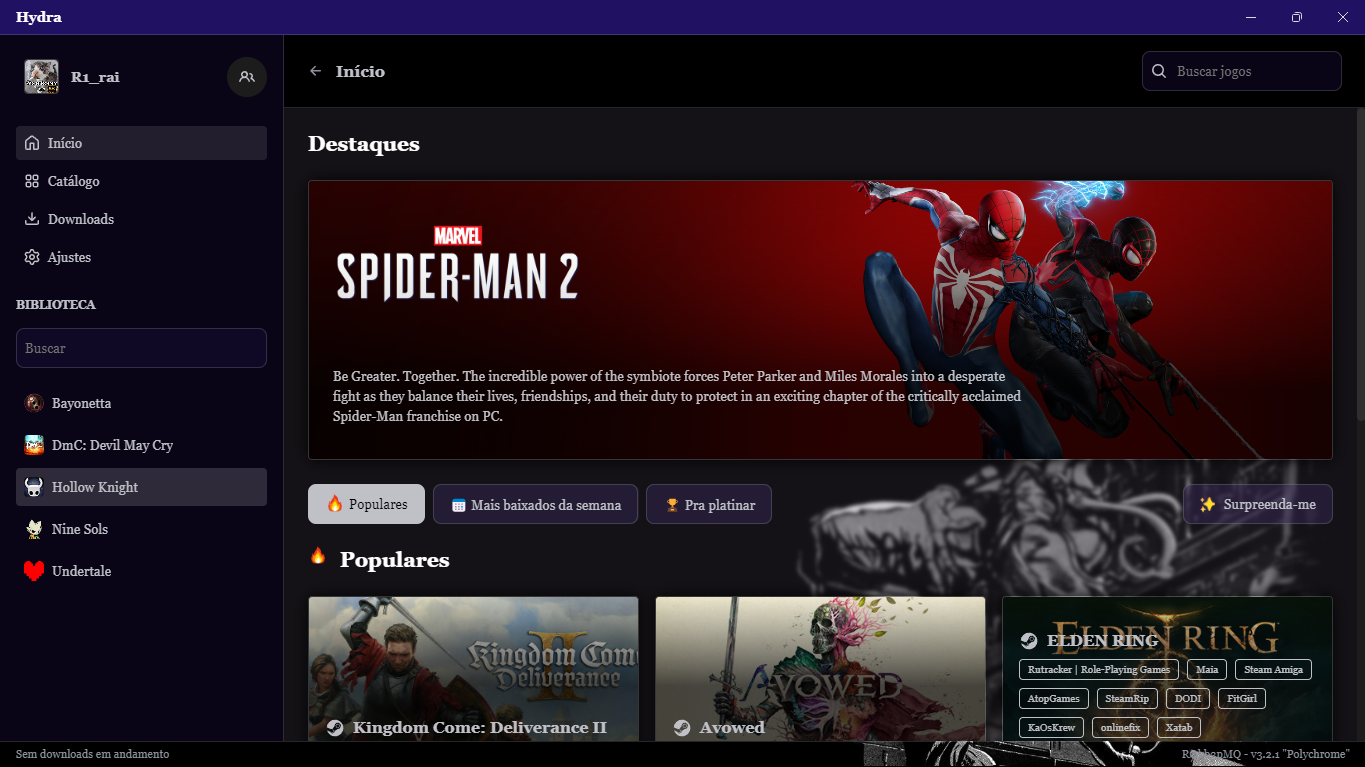 Hydra
R1_rai
Início
Catálogo
Downloads
Ajustes
BIBLIOTECA
Buscar
Bayonetta
DmC: Devil May Cry
Hollow Knight
Nine Sols
Undertale
Início
Buscar jogos
Destaques
MARVEL
SPIDER-MAN 2
Be Greater. Together. The incredible power of the symbiote forces Peter Parker and Miles Morales into a desperate
fight as they balance their lives, friendships, and their duty to protect in an exciting chapter of the critically acclaimed
Spider-Man franchise on PC.
Populares
Mais baixados da semana
Pra platinar
Surpreenda-me
Populares
Kingdom Come
Deliverance II
Kingdom Come: Deliverance II
AVOWED
Avowed
ELDEN RING
ELDEN RING
Rutracker | Role-Playing Games
Maia
Steam Amiga
AtopGames
SteamRip
DODI
FitGirl
KaOsKrew
onlinefix
Xatab
Sem downloads em andamento
v3.2.1 "Polychrome"